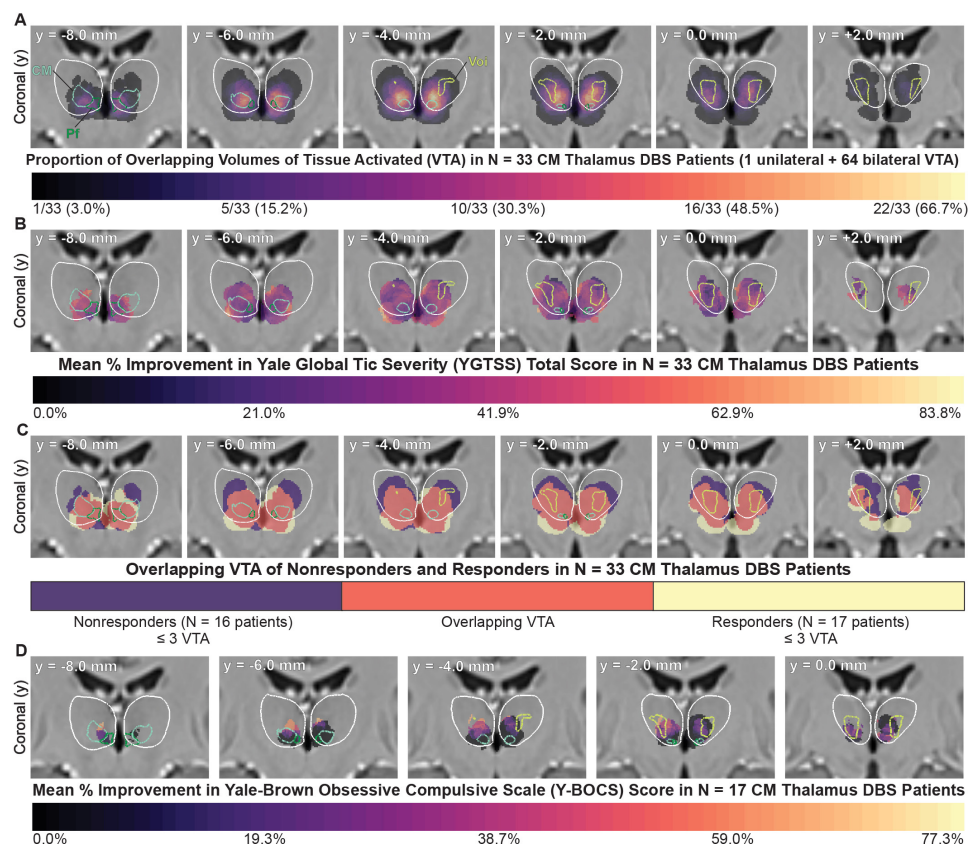 A
Coronal (y)
y = -8.0 mm
y = -6.0 mm
y = -4.0 mm
y = -2.0 mm
0.0 mm
y = +2.0 mm
CM
Pf
Voi
Proportion of Overlapping Volumes of Tissue Activated (VTA) in N = 33 CM Thalamus DBS Patients (1 unilateral + 64 bilateral VTA)
1/33 (3.0%) 5/33 (15.2%) 10/33 (30.3%) 16/33 (48.5%) 22/33 (66.7%)
B
Coronal (y)
y = -8.0 mm
y = -6.0 mm
y = -4.0 mm
y = -2.0 mm
y = 0.0 mm
y = +2.0 mm
Mean % Improvement in Yale Global Tic Severity (YGTSS) Total Score in N = 33 CM Thalamus DBS Patients
0.0% 21.0% 41.9% 62.9% 83.8%
C
Coronal (y)
y = -8.0 mm
y = -6.0 mm
y = -4.0 mm
y = -2.0 mm
y = 0.0 mm
y = +2.0 mm
Overlapping VTA of Nonresponders and Responders in N = 33 CM Thalamus DBS Patients
Nonresponders (N = 16 patients)
≤ 3 VTA
Overlapping VTA
Responders (N = 17 patients)
≤ 3 VTA
D
Coronal (y)
y = -8.0 mm
y = -6.0 mm
y = -4.0 mm
y = -2.0 mm
y = 0.0 mm
Mean % Improvement in Yale-Brown Obsessive Compulsive Scale (Y-BOCS) Score in N = 17 CM Thalamus DBS Patients
0.0% 19.3% 38.7% 59.0% 77.3%